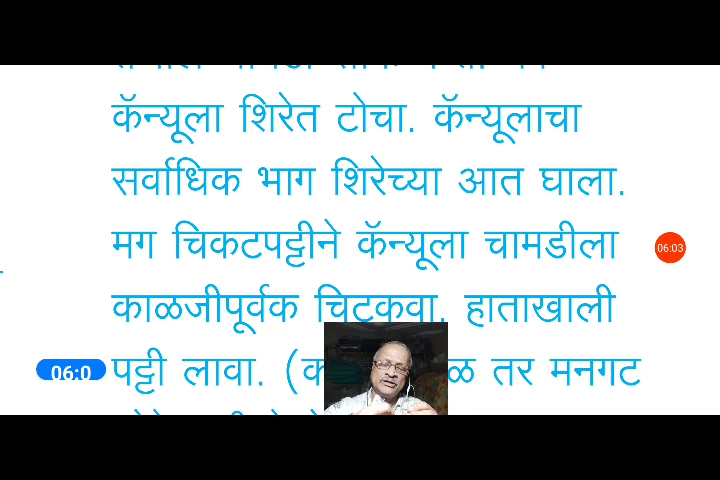 कॅन्यूला शिरेत टोचा. कॅन्यूलाचा
सर्वाधिक भाग शिरेच्या आत घाला.
मग चिकटपट्टीने कॅन्यूला चामडीला
06:03
काळजीपूर्वक चिटकवा. हाताखाली
06:0
पट्टी लावा. तर मनगट